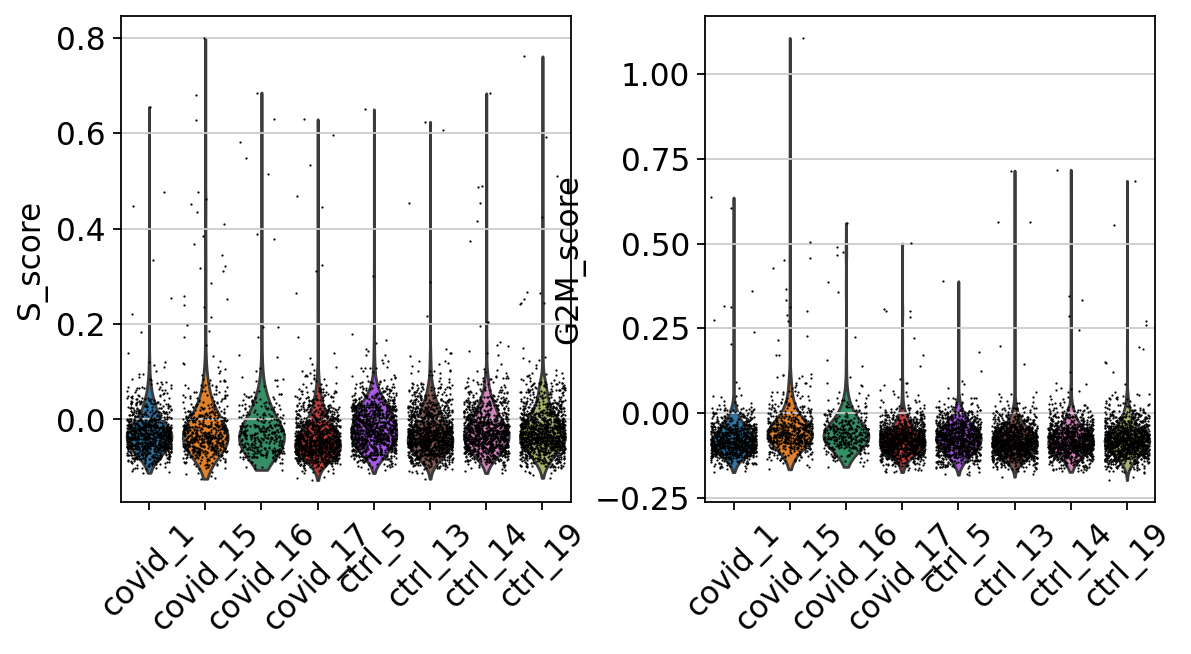 S_score
0.8
0.6
0.4
0.2
0.0
covid_1
covid_15
covid_16
covid_17
ctrl_5
ctrl_13
ctrl_14
ctrl_19
G2M_score
1.00
0.75
0.50
0.25
0.00
−0.25
covid_1
covid_15
covid_16
covid_17
ctrl_5
ctrl_13
ctrl_14
ctrl_19